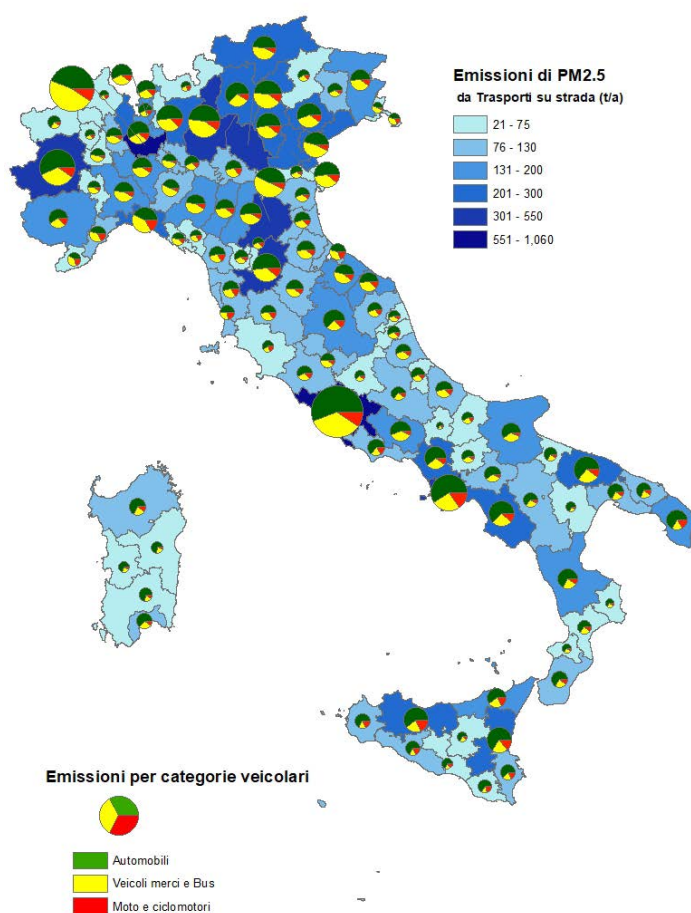 Emissioni di PM2.5
da Trasporti su strada (t/a)
21 - 75
76 - 130
131 - 200
201 - 300
301 - 550
551 - 1,060
Emissioni per categorie veicolari
Automobili
Veicoli merci e Bus
Moto e ciclomotori